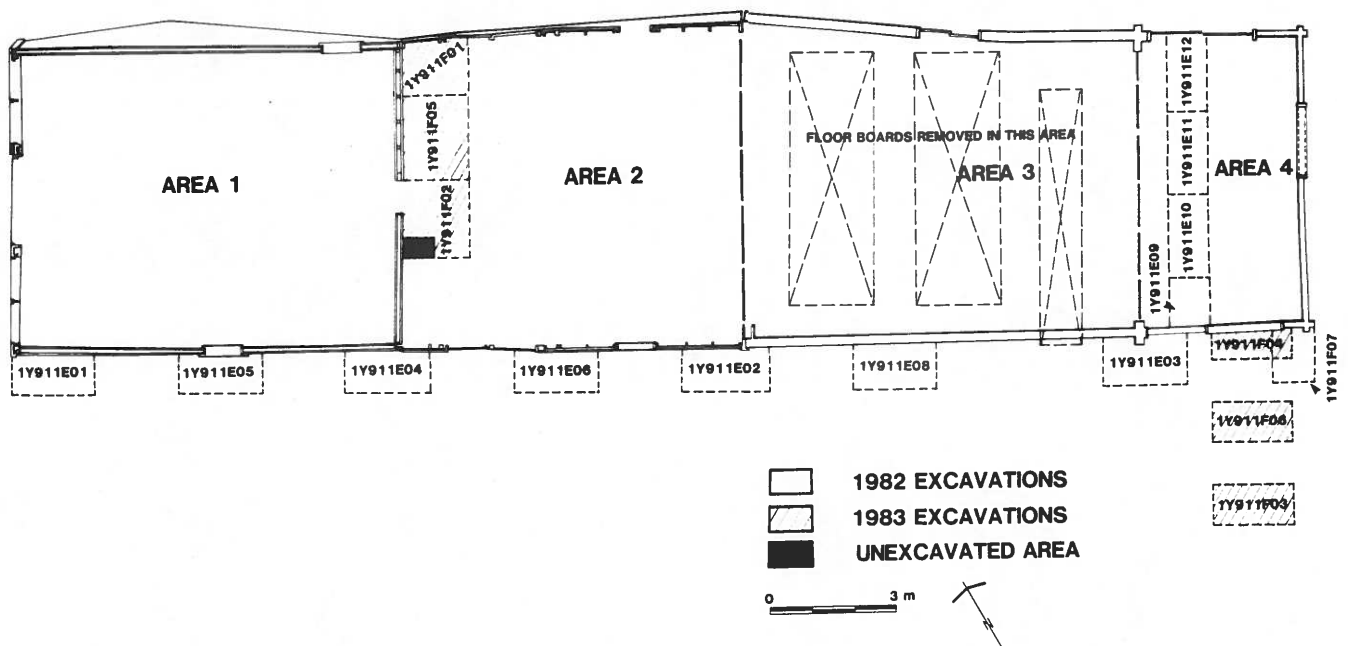 1Y911F01
1Y911E12
1Y911F05
FLOOR BOARDS REMOVED IN THIS AREA
1Y911E11
AREA 1
AREA 2
AREA 3
AREA 4
1Y911F02
1Y911E10
1Y911E09
1Y911E01
1Y911E05
1Y911E04
1Y911E06
1Y911E02
1Y911E08
1Y911E03
1Y911F04
1Y911F07
1Y911F06
1Y911F03
1982 EXCAVATIONS
1983 EXCAVATIONS
UNEXCAVATED AREA
0 3 m
N